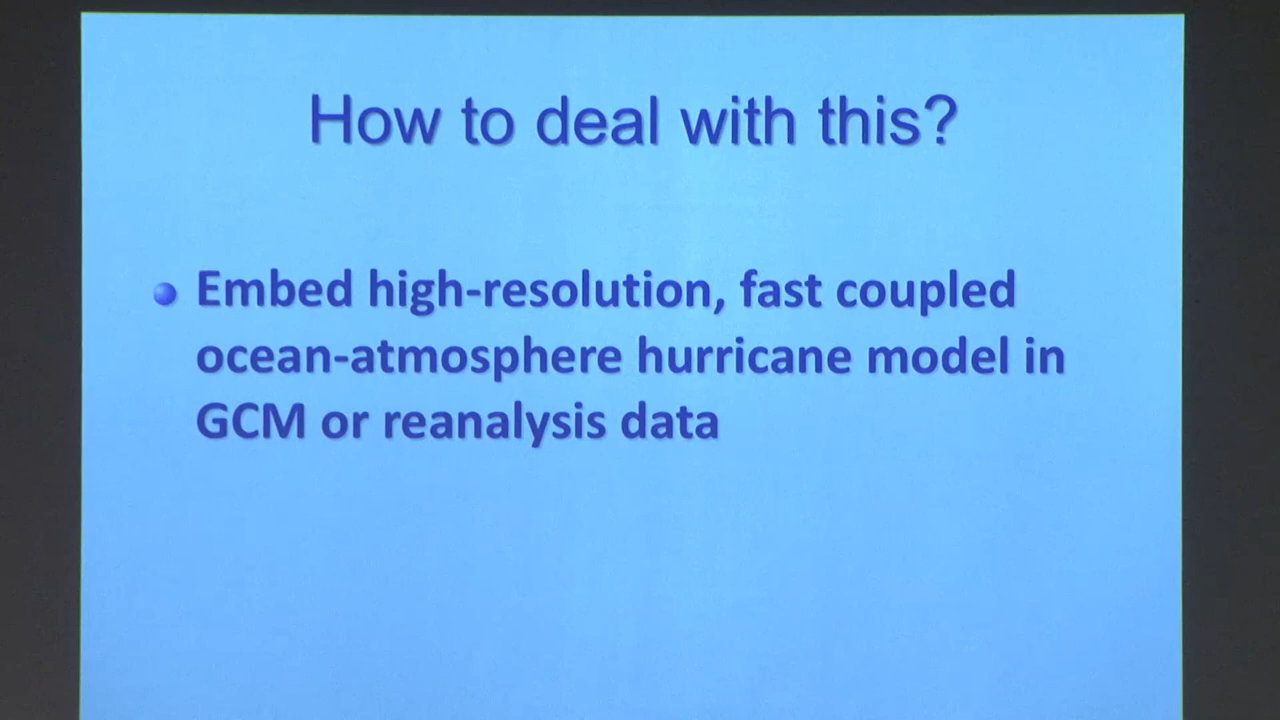 How to deal with this?
Embed high-resolution, fast coupled
ocean-atmosphere hurricane model in
GCM or reanalysis data